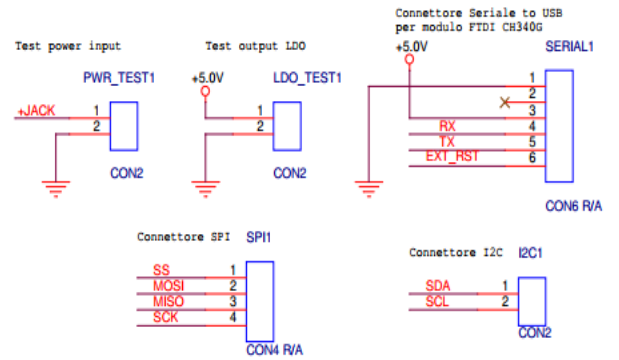 Connettore Seriale to USB
per modulo FTDI CH340G
Test power input
Test output LDO
+5.0V
SERIAL1
PWR_TEST1
+5.0V
LDO_TEST1
+JACK
1
2
CON2
1
2
CON2
1
2
3
RX
4
TX
5
EXT_RST
6
CON6 R/A
Connettore SPI
SPI1
SS
1
MOSI
2
MISO
3
SCK
4
CON4 R/A
Connettore I2C
I2C1
SDA
1
SCL
2
CON2